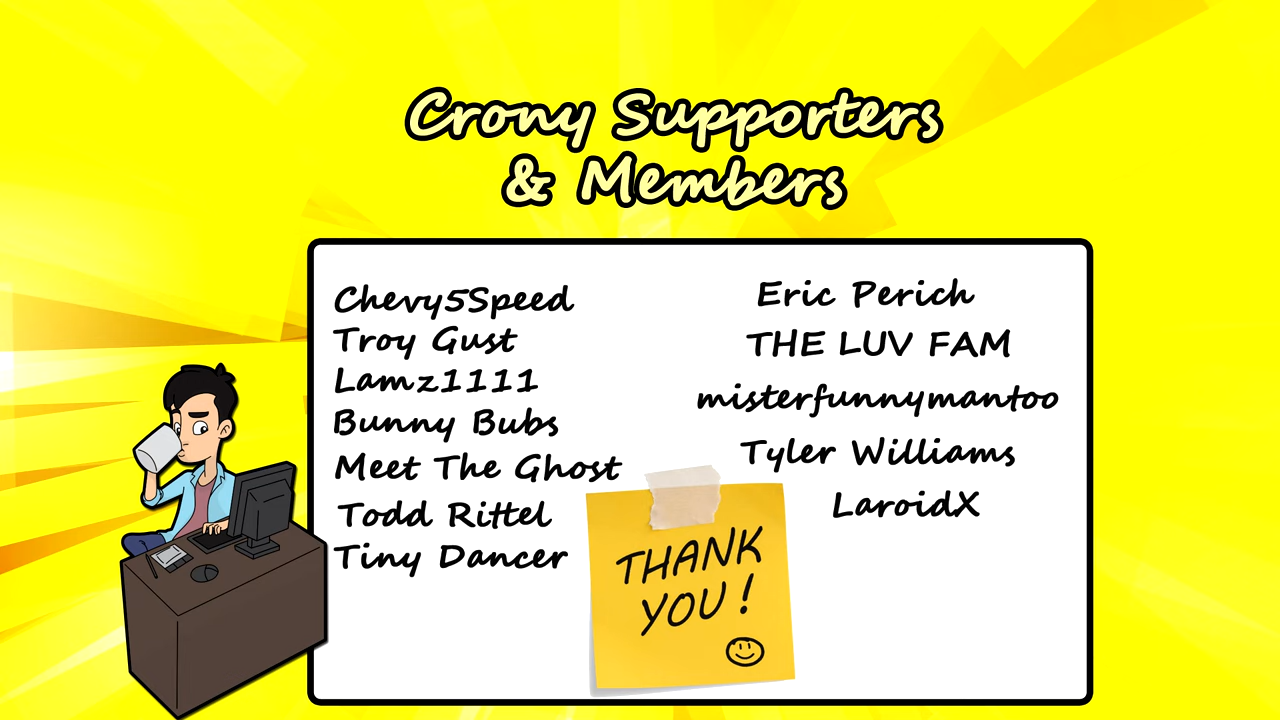 Crony Supporters
& Members
Chevy5Speed
Troy Gust
Lamz1111
Bunny Bubs
Meet The Ghost
Todd Rittel
Tiny Dancer
Eric Perich
THE LUV FAM
misterfunnymantoo
Tyler Williams
LaroidX
THANK
YOU!